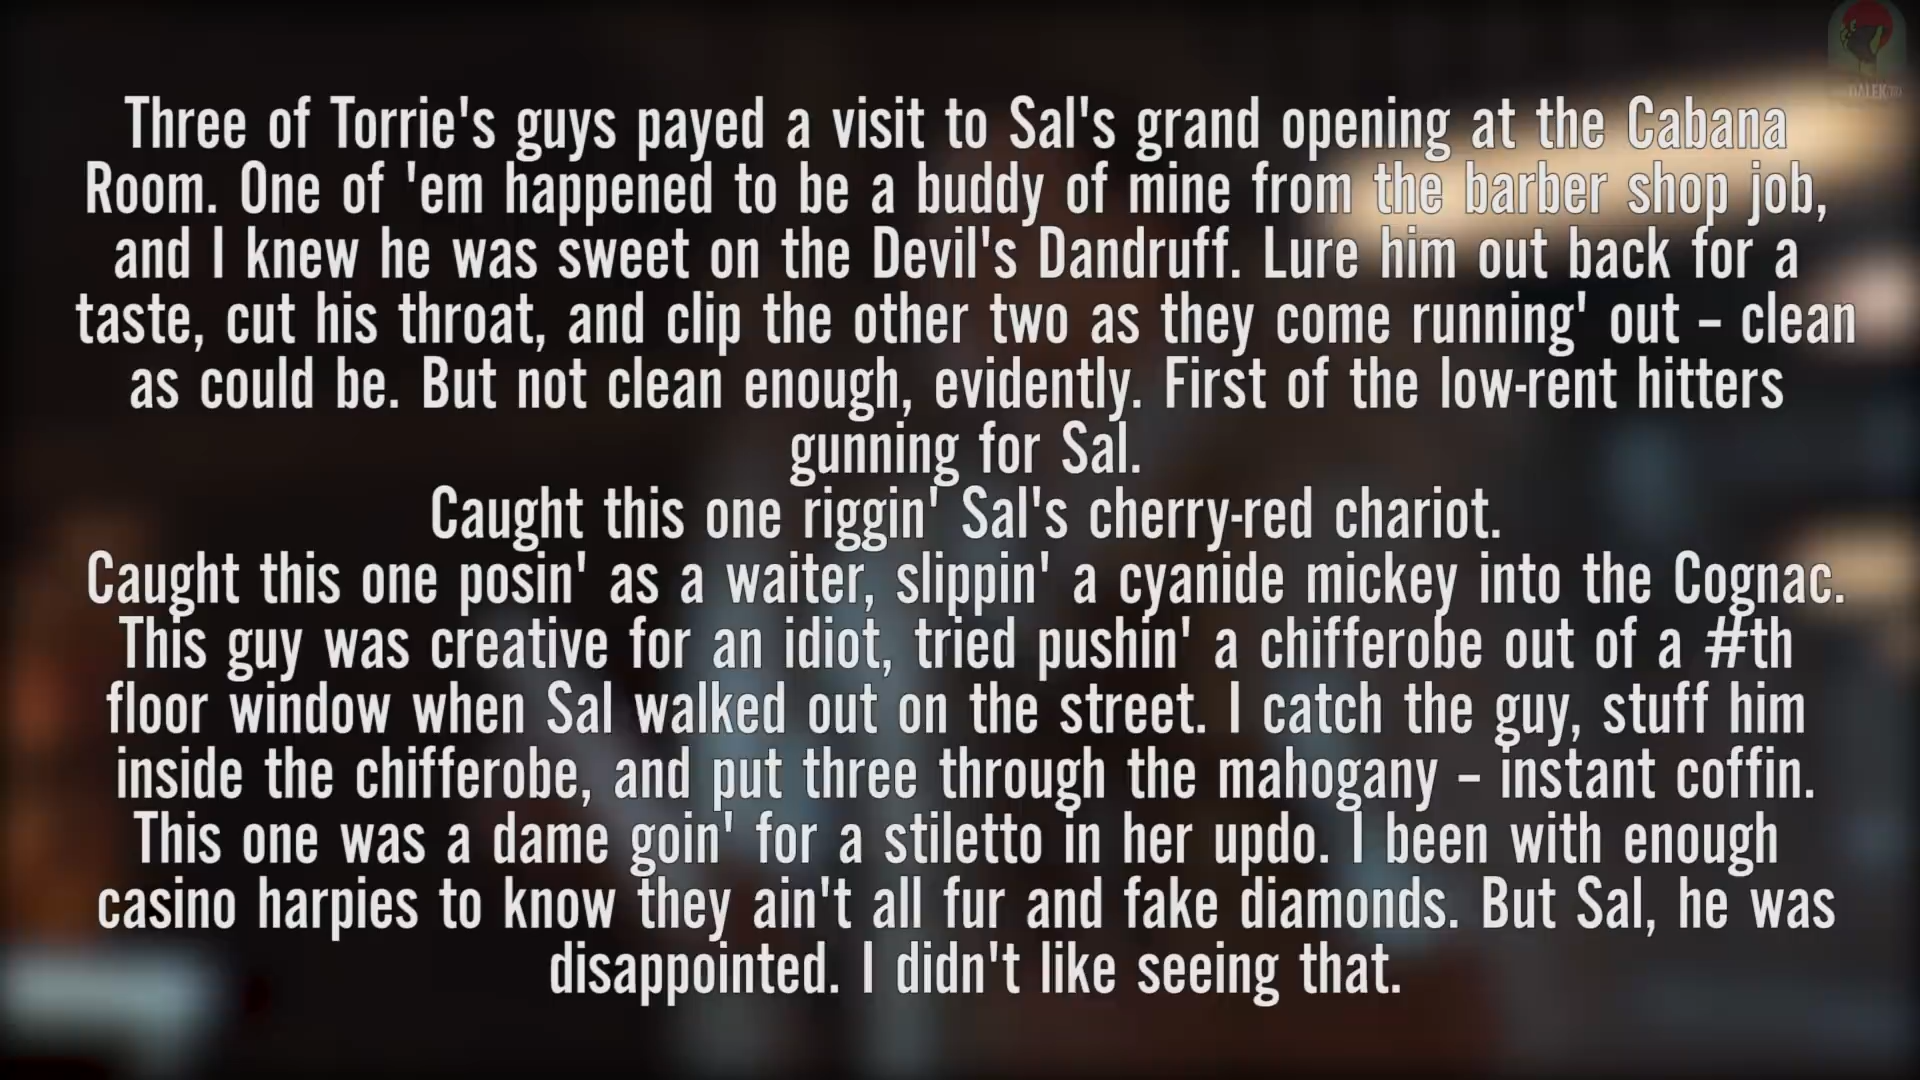 Three of Torrie's guys payed a visit to Sal's grand opening at the Cabana
Room. One of 'em happened to be a buddy of mine from the barber shop job,
and I knew he was sweet on the Devil's Dandruff. Lure him out back for a
taste, cut his throat, and clip the other two as they come running' out – clean
as could be. But not clean enough, evidently. First of the low-rent hitters
gunning for Sal.
Caught this one riggin' Sal's cherry-red chariot.
Caught this one posin' as a waiter, slippin' a cyanide mickey into the Cognac.
This guy was creative for an idiot, tried pushin' a chifferobe out of a #th
floor window when Sal walked out on the street. I catch the guy, stuff him
inside the chifferobe, and put three through the mahogany – instant coffin.
This one was a dame goin' for a stiletto in her updo. I been with enough
casino harpies to know they ain't all fur and fake diamonds. But Sal, he was
disappointed. I didn't like seeing that.